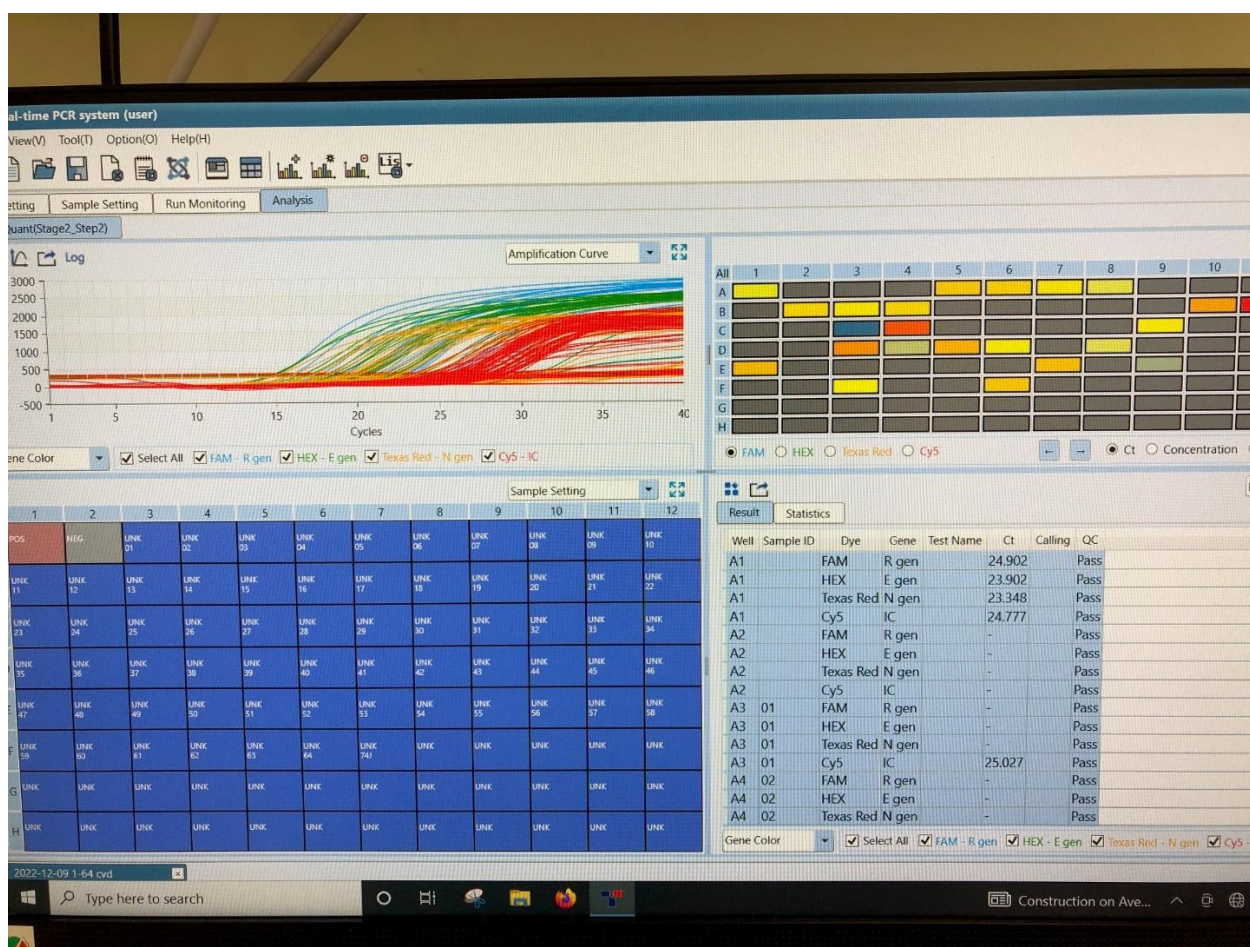 al-time PCR system (user)
View(V) Tool(T) Option(O) Help(H)
Lis
etting Sample Setting Run Monitoring Analysis
Quant(Stage2_Step2)
Log Amplification Curve
3000
2500
2000
1500
1000
500
0
-500
1 5 10 15 20 25 30 35 40
Cycles
ene Color Select All FAM - R gen HEX - E gen Texas Red - N gen Cy5 - IC
All 1 2 3 4 5 6 7 8 9 10
A
B
C
D
E
F
G
H
FAM HEX Texas Red Cy5 Ct Concentration
Sample Setting
1 2 3 4 5 6 7 8 9 10 11 12
POS NEG UNK UNK UNK UNK UNK UNK UNK UNK UNK UNK
01 02 03 04 05 06 07 08 09 10
UNK UNK UNK UNK UNK UNK UNK UNK UNK UNK UNK UNK
11 12 13 14 15 16 17 18 19 20 21 22
UNK UNK UNK UNK UNK UNK UNK UNK UNK UNK UNK UNK
23 24 25 26 27 28 29 30 31 32 33 34
UNK UNK UNK UNK UNK UNK UNK UNK UNK UNK UNK UNK
35 36 37 38 39 40 41 42 43 44 45 46
UNK UNK UNK UNK UNK UNK UNK UNK UNK UNK UNK UNK
47 48 49 50 51 52 53 54 55 56 57 58
F UNK UNK UNK UNK UNK UNK UNK UNK UNK UNK UNK UNK
59 60 61 62 63 64 74J
G UNK UNK UNK UNK UNK UNK UNK UNK UNK UNK UNK UNK
H UNK UNK UNK UNK UNK UNK UNK UNK UNK UNK UNK UNK
Result Statistics
Well Sample ID Dye Gene Test Name Ct Calling QC
A1 FAM R gen 24.902 Pass
A1 HEX E gen 23.902 Pass
A1 Texas Red N gen 23.348 Pass
A1 Cy5 IC 24.777 Pass
A2 FAM R gen - Pass
A2 HEX E gen - Pass
A2 Texas Red N gen - Pass
A2 Cy5 IC - Pass
A3 01 FAM R gen - Pass
A3 01 HEX E gen - Pass
A3 01 Texas Red N gen - Pass
A3 01 Cy5 IC 25.027 Pass
A4 02 FAM R gen - Pass
A4 02 HEX E gen - Pass
A4 02 Texas Red N gen - Pass
Gene Color Select All FAM - R gen HEX - E gen Texas Red - N gen Cy5 -
2022-12-09 1-64 cvd
Type here to search
Construction on Ave...